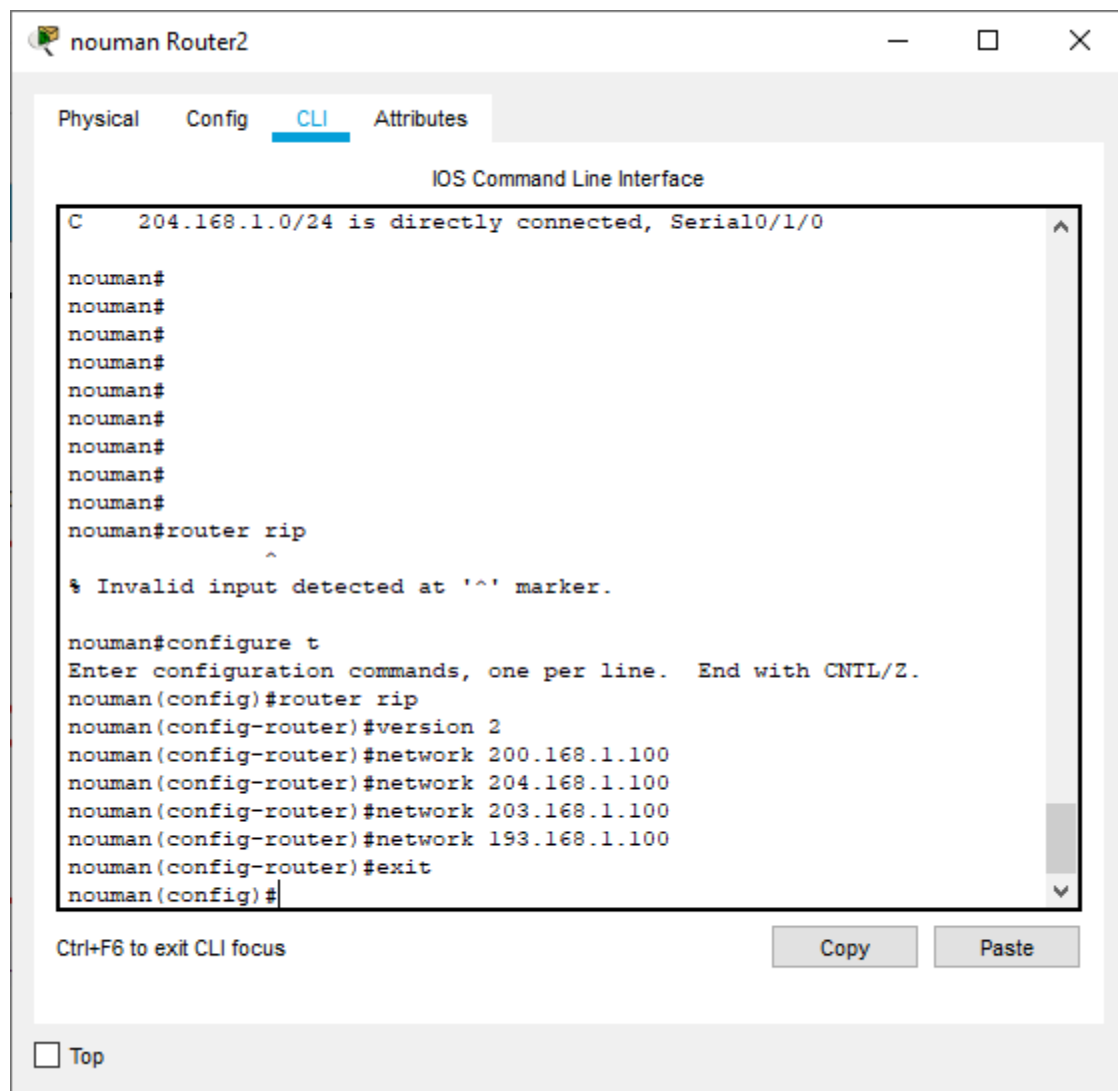 nouman Router2
Physical Config CLI Attributes
IOS Command Line Interface
C    204.168.1.0/24 is directly connected, Serial0/1/0
nouman#
nouman#
nouman#
nouman#
nouman#
nouman#
nouman#
nouman#
nouman#
nouman#router rip
^
% Invalid input detected at '^' marker.
nouman#configure t
Enter configuration commands, one per line.  End with CNTL/Z.
nouman(config)#router rip
nouman(config-router)#version 2
nouman(config-router)#network 200.168.1.100
nouman(config-router)#network 204.168.1.100
nouman(config-router)#network 203.168.1.100
nouman(config-router)#network 193.168.1.100
nouman(config-router)#exit
nouman(config)#
Ctrl+F6 to exit CLI focus Copy Paste
Top